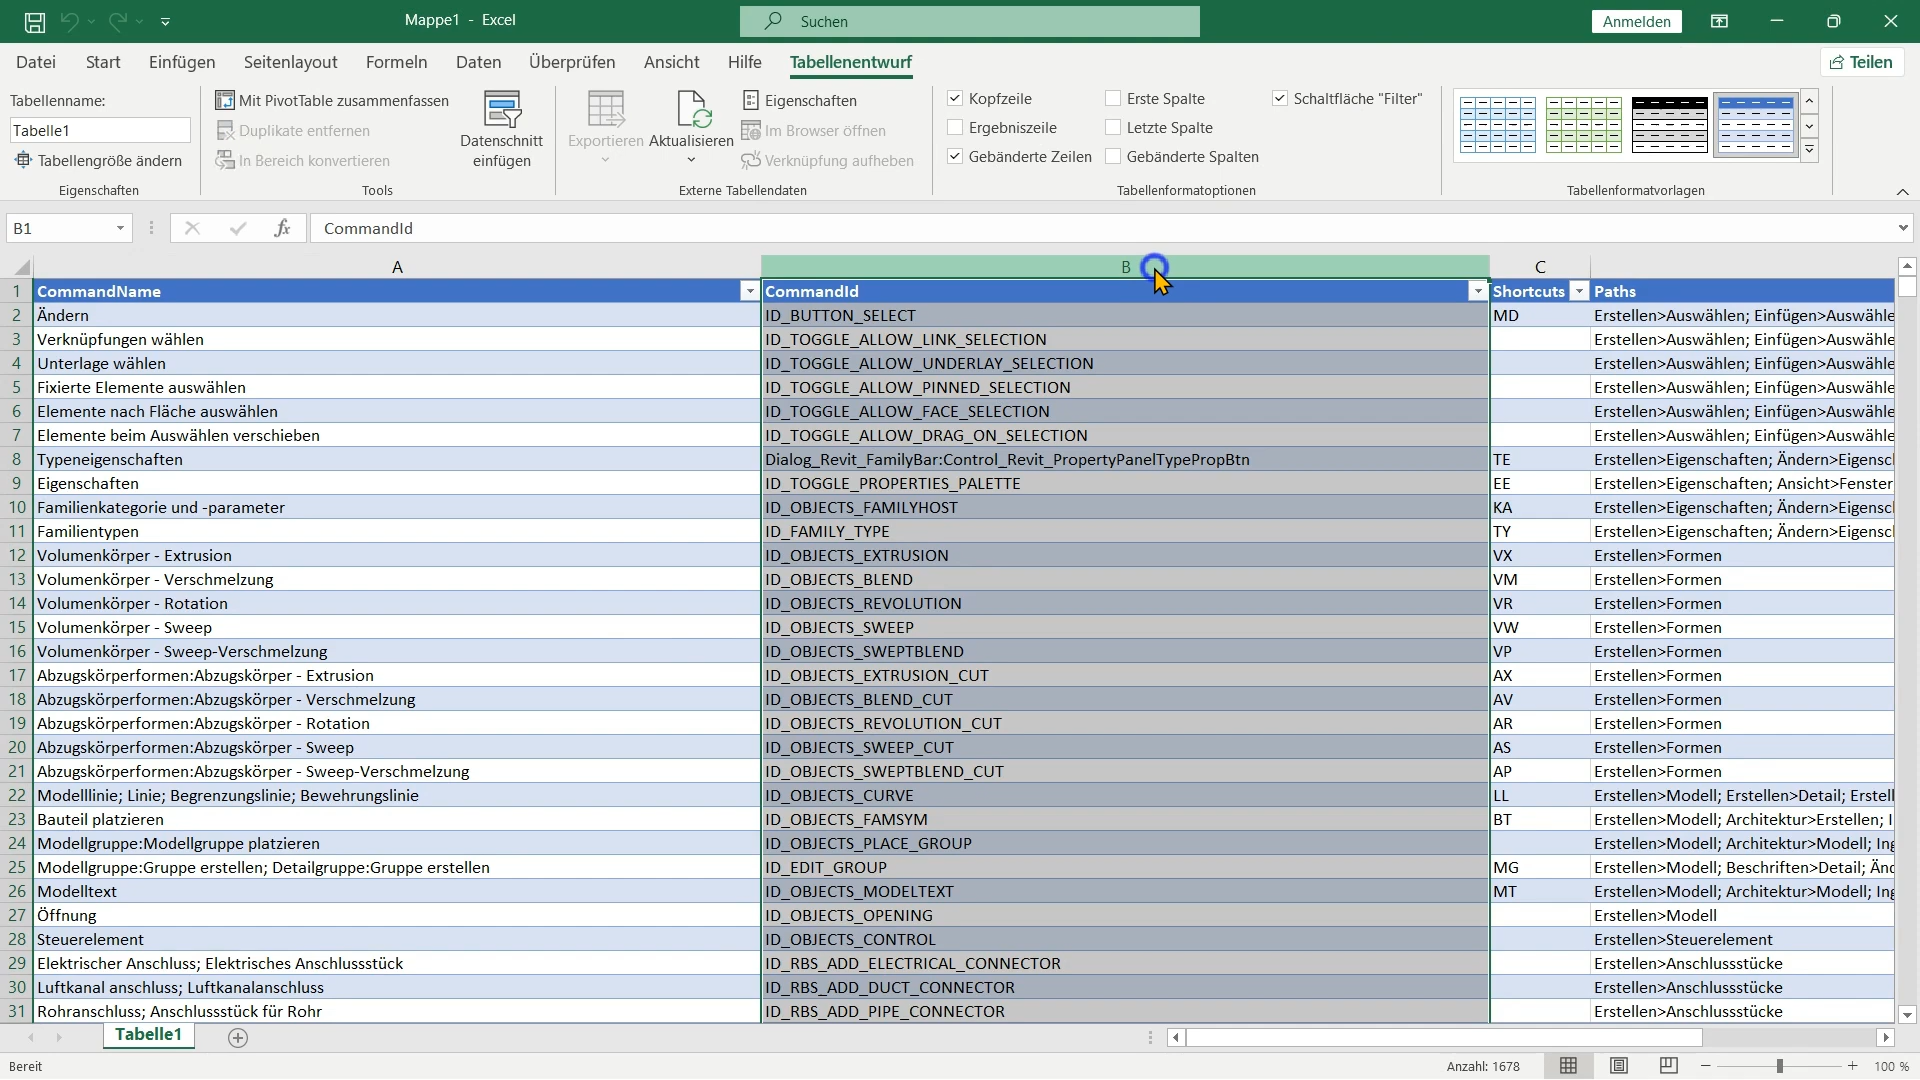 Mappe1 - Excel
Suchen
Anmelden
Datei Start Einfügen Seitenlayout Formeln Daten Überprüfen Ansicht Hilfe Tabellenentwurf Teilen
Tabellenname:
Tabelle1
Tabellengröße ändern
Eigenschaften
Mit PivotTable zusammenfassen
Duplikate entfernen
In Bereich konvertieren
Datenschnitt
einfügen
Tools
Exportieren
Aktualisieren
Eigenschaften
Im Browser öffnen
Verknüpfung aufheben
Externe Tabellendaten
Kopfzeile Erste Spalte Schaltfläche "Filter"
Ergebniszeile Letzte Spalte
Gebänderte Zeilen Gebänderte Spalten
Tabellenformatoptionen
Tabellenformatvorlagen
B1 fx CommandId
A B C
1 CommandName CommandId Shortcuts Paths
2 Ändern ID_BUTTON_SELECT MD Erstellen>Auswählen; Einfügen>Auswähle
3 Verknüpfungen wählen ID_TOGGLE_ALLOW_LINK_SELECTION Erstellen>Auswählen; Einfügen>Auswähle
4 Unterlage wählen ID_TOGGLE_ALLOW_UNDERLAY_SELECTION Erstellen>Auswählen; Einfügen>Auswähle
5 Fixierte Elemente auswählen ID_TOGGLE_ALLOW_PINNED_SELECTION Erstellen>Auswählen; Einfügen>Auswähle
6 Elemente nach Fläche auswählen ID_TOGGLE_ALLOW_FACE_SELECTION Erstellen>Auswählen; Einfügen>Auswähle
7 Elemente beim Auswählen verschieben ID_TOGGLE_ALLOW_DRAG_ON_SELECTION Erstellen>Auswählen; Einfügen>Auswähle
8 Typeneigenschaften Dialog_Revit_FamilyBar:Control_Revit_PropertyPanelTypePropBtn TE Erstellen>Eigenschaften; Ändern>Eigensc
9 Eigenschaften ID_TOGGLE_PROPERTIES_PALETTE EE Erstellen>Eigenschaften; Ansicht>Fenster
10 Familienkategorie und -parameter ID_OBJECTS_FAMILYHOST KA Erstellen>Eigenschaften; Ändern>Eigensc
11 Familientypen ID_FAMILY_TYPE TY Erstellen>Eigenschaften; Ändern>Eigensc
12 Volumenkörper - Extrusion ID_OBJECTS_EXTRUSION VX Erstellen>Formen
13 Volumenkörper - Verschmelzung ID_OBJECTS_BLEND VM Erstellen>Formen
14 Volumenkörper - Rotation ID_OBJECTS_REVOLUTION VR Erstellen>Formen
15 Volumenkörper - Sweep ID_OBJECTS_SWEEP VW Erstellen>Formen
16 Volumenkörper - Sweep-Verschmelzung ID_OBJECTS_SWEPTBLEND VP Erstellen>Formen
17 Abzugskörperformen:Abzugskörper - Extrusion ID_OBJECTS_EXTRUSION_CUT AX Erstellen>Formen
18 Abzugskörperformen:Abzugskörper - Verschmelzung ID_OBJECTS_BLEND_CUT AV Erstellen>Formen
19 Abzugskörperformen:Abzugskörper - Rotation ID_OBJECTS_REVOLUTION_CUT AR Erstellen>Formen
20 Abzugskörperformen:Abzugskörper - Sweep ID_OBJECTS_SWEEP_CUT AS Erstellen>Formen
21 Abzugskörperformen:Abzugskörper - Sweep-Verschmelzung ID_OBJECTS_SWEPTBLEND_CUT AP Erstellen>Formen
22 Modelllinie; Linie; Begrenzungslinie; Bewehrungslinie ID_OBJECTS_CURVE LL Erstellen>Modell; Erstellen>Detail; Erstell
23 Bauteil platzieren ID_OBJECTS_FAMSYM BT Erstellen>Modell; Architektur>Erstellen; I
24 Modellgruppe:Modellgruppe platzieren ID_OBJECTS_PLACE_GROUP Erstellen>Modell; Architektur>Modell; Ing
25 Modellgruppe:Gruppe erstellen; Detailgruppe:Gruppe erstellen ID_EDIT_GROUP MG Erstellen>Modell; Beschriften>Detail; Änd
26 Modelltext ID_OBJECTS_MODELTEXT MT Erstellen>Modell; Architektur>Modell; Ing
27 Öffnung ID_OBJECTS_OPENING Erstellen>Modell
28 Steuerelement ID_OBJECTS_CONTROL Erstellen>Steuerelement
29 Elektrischer Anschluss; Elektrisches Anschlussstück ID_RBS_ADD_ELECTRICAL_CONNECTOR Erstellen>Anschlussstücke
30 Luftkanal anschluss; Luftkanalanschluss ID_RBS_ADD_DUCT_CONNECTOR Erstellen>Anschlussstücke
31 Rohranschluss; Anschlussstück für Rohr ID_RBS_ADD_PIPE_CONNECTOR Erstellen>Anschlussstücke
Tabelle1
Bereit Anzahl: 1678 100 %